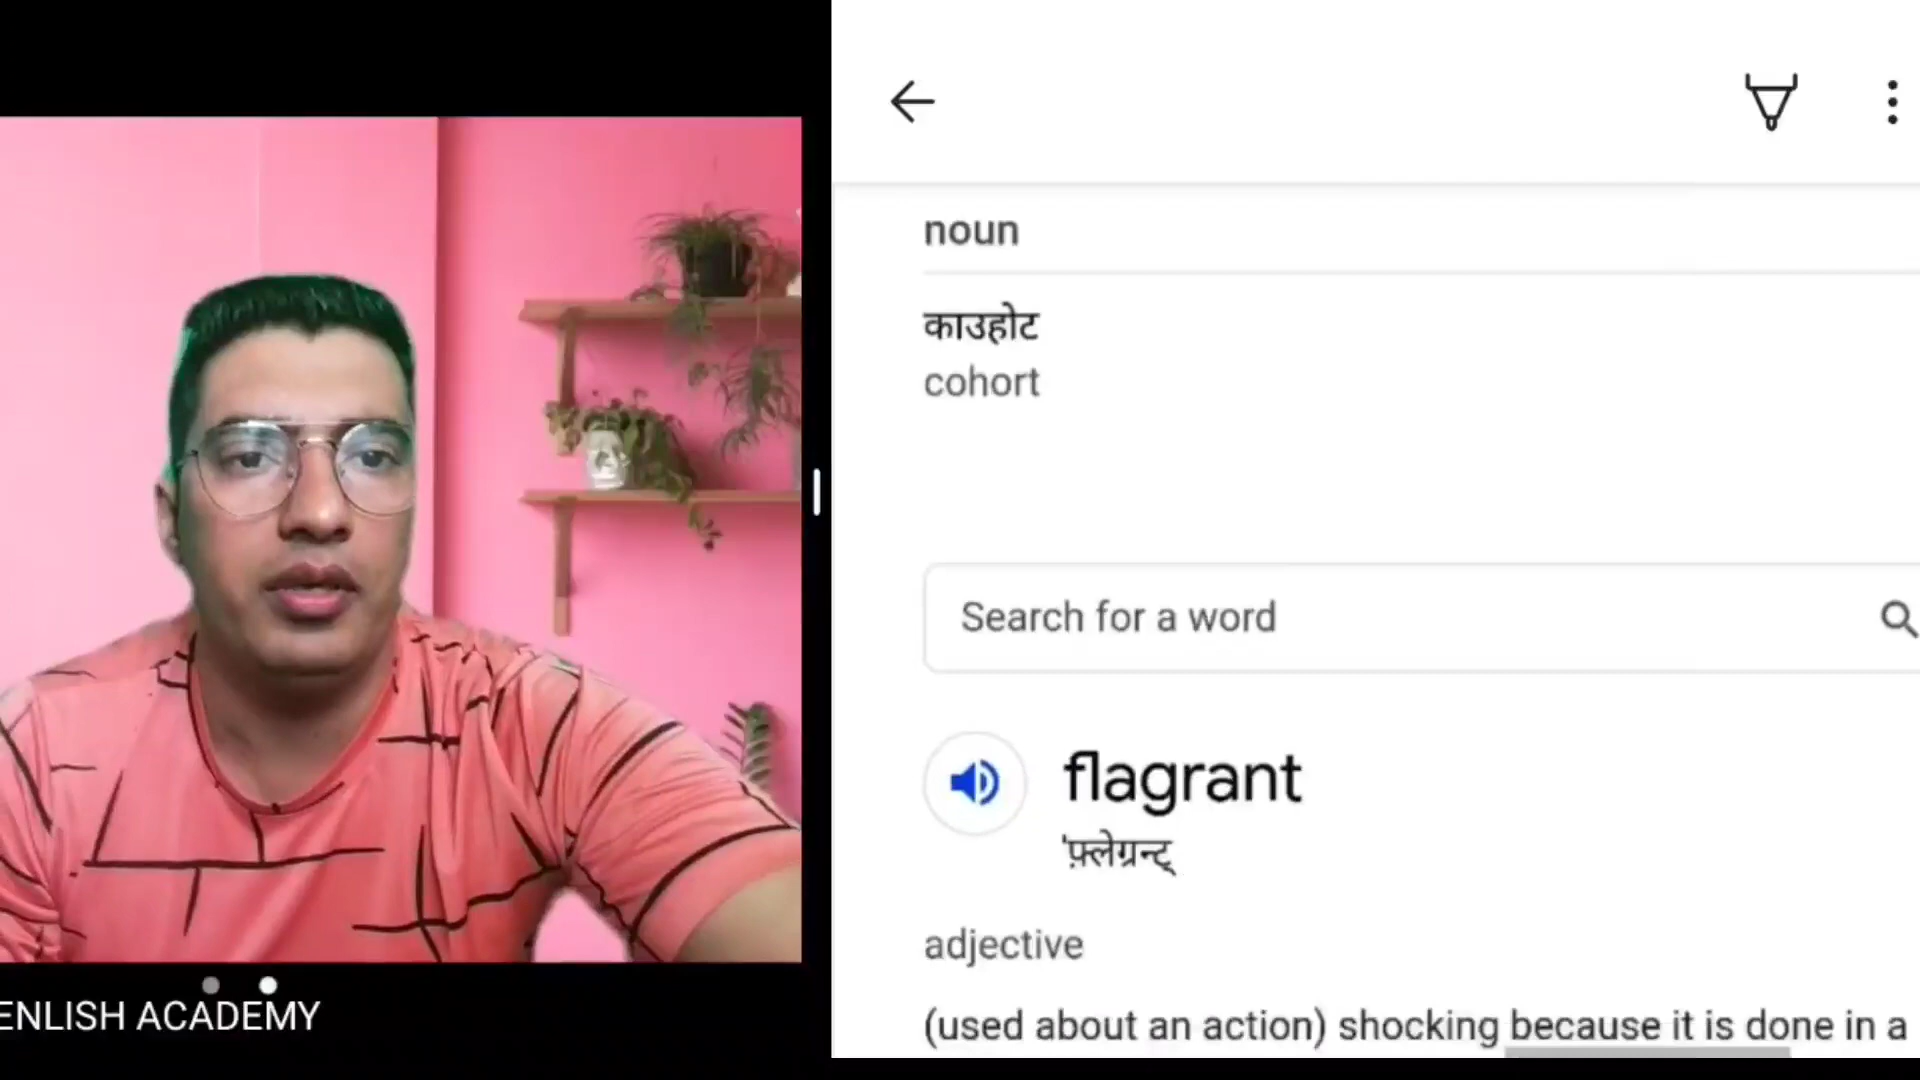 noun
काउहोट
cohort
Search for a word
flagrant
'फ़्लेग्रन्ट्
adjective
(used about an action) shocking because it is done in a
ENLISH ACADEMY